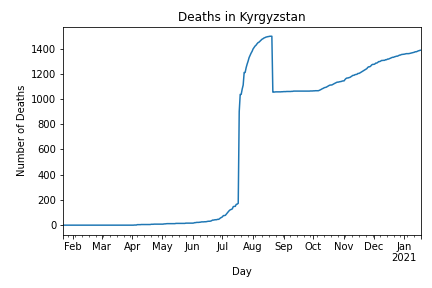 Deaths in Kyrgyzstan
Number of Deaths
1400
1200
1000
800
600
400
200
0
Feb Mar Apr May Jun Jul Aug Sep Oct Nov Dec Jan
2021
Day